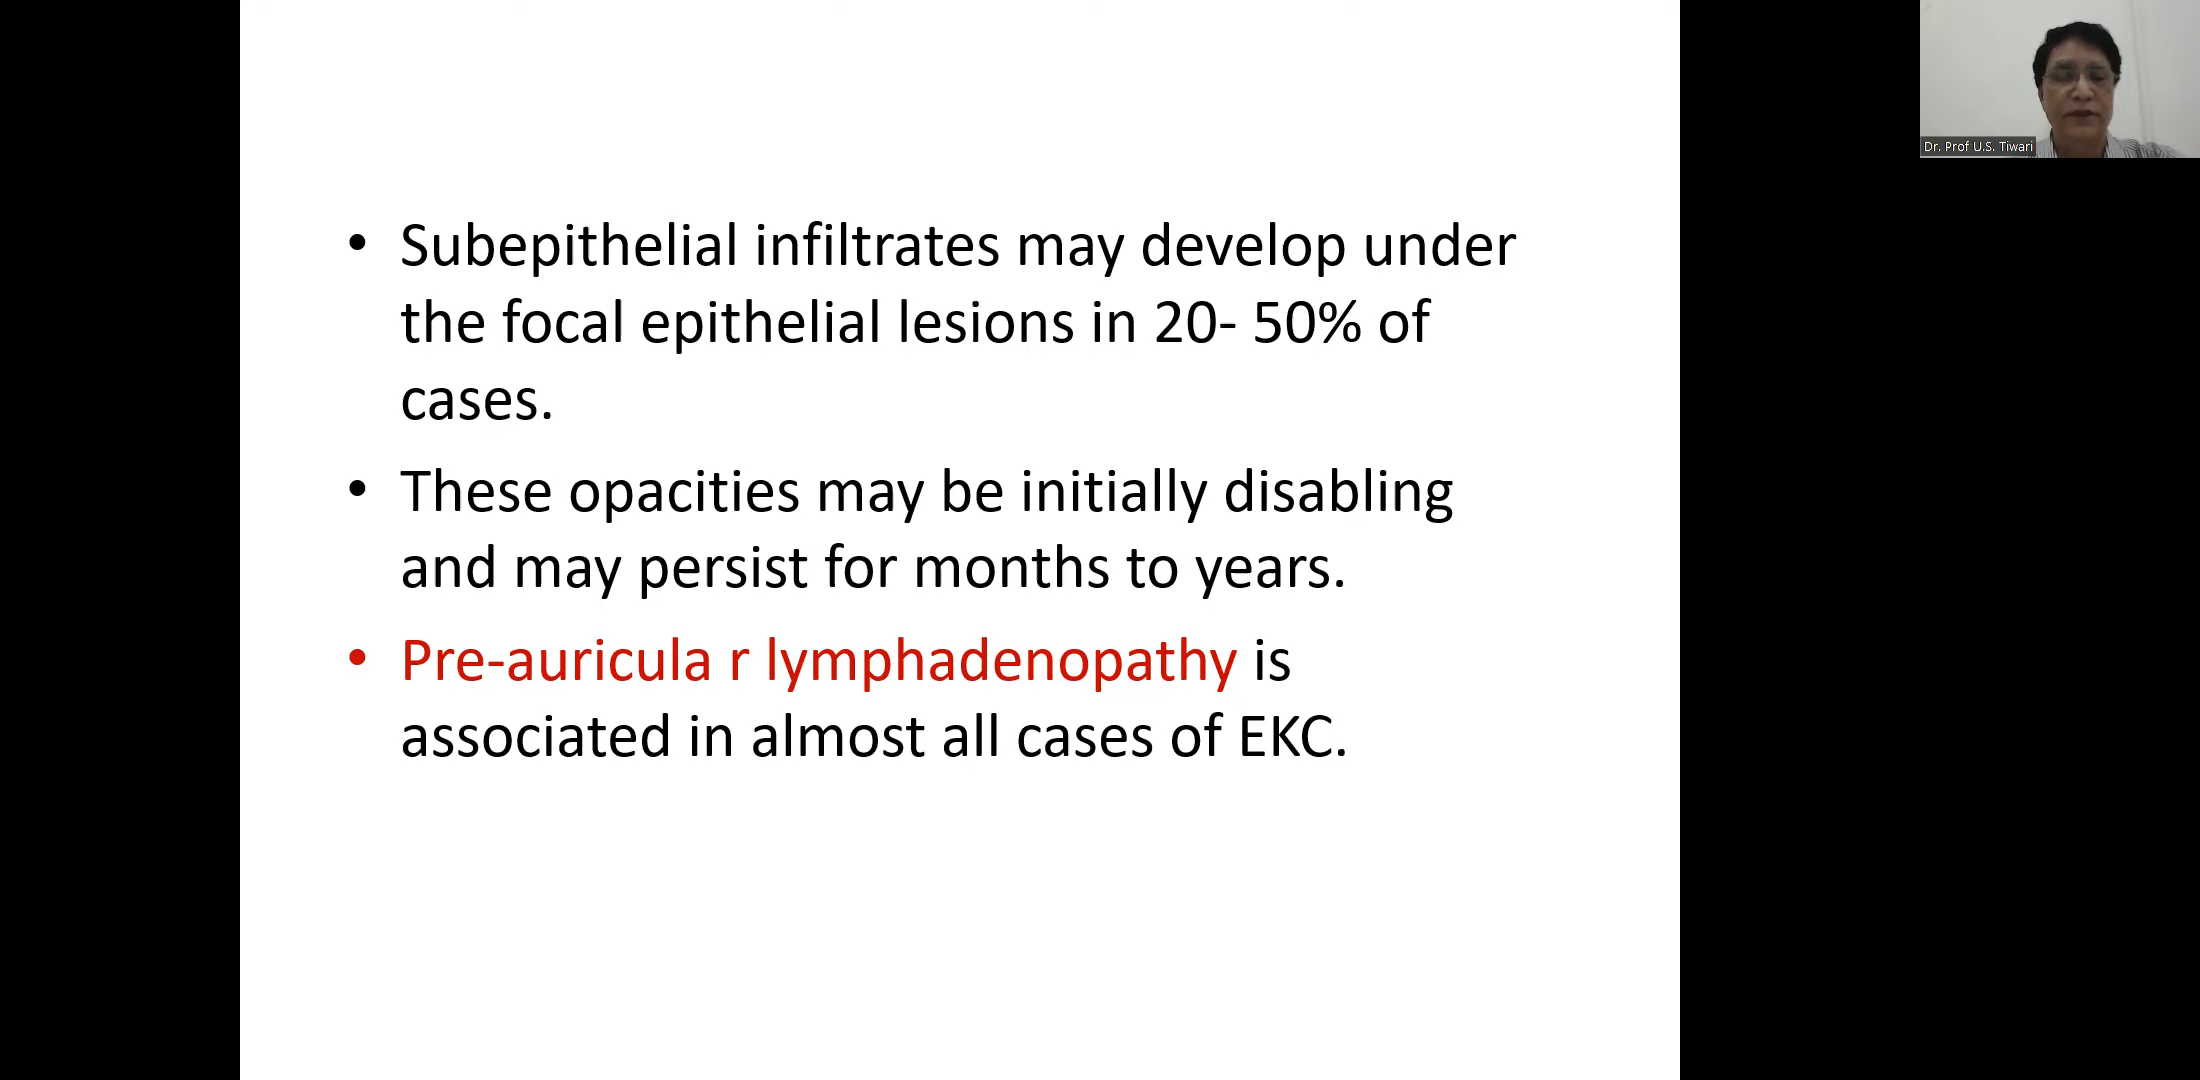 • Subepithelial infiltrates may develop under
the focal epithelial lesions in 20- 50% of
cases.
• These opacities may be initially disabling
and may persist for months to years.
• Pre-auricula r lymphadenopathy is
associated in almost all cases of EKC.
Dr. Prof U.S. Tiwari